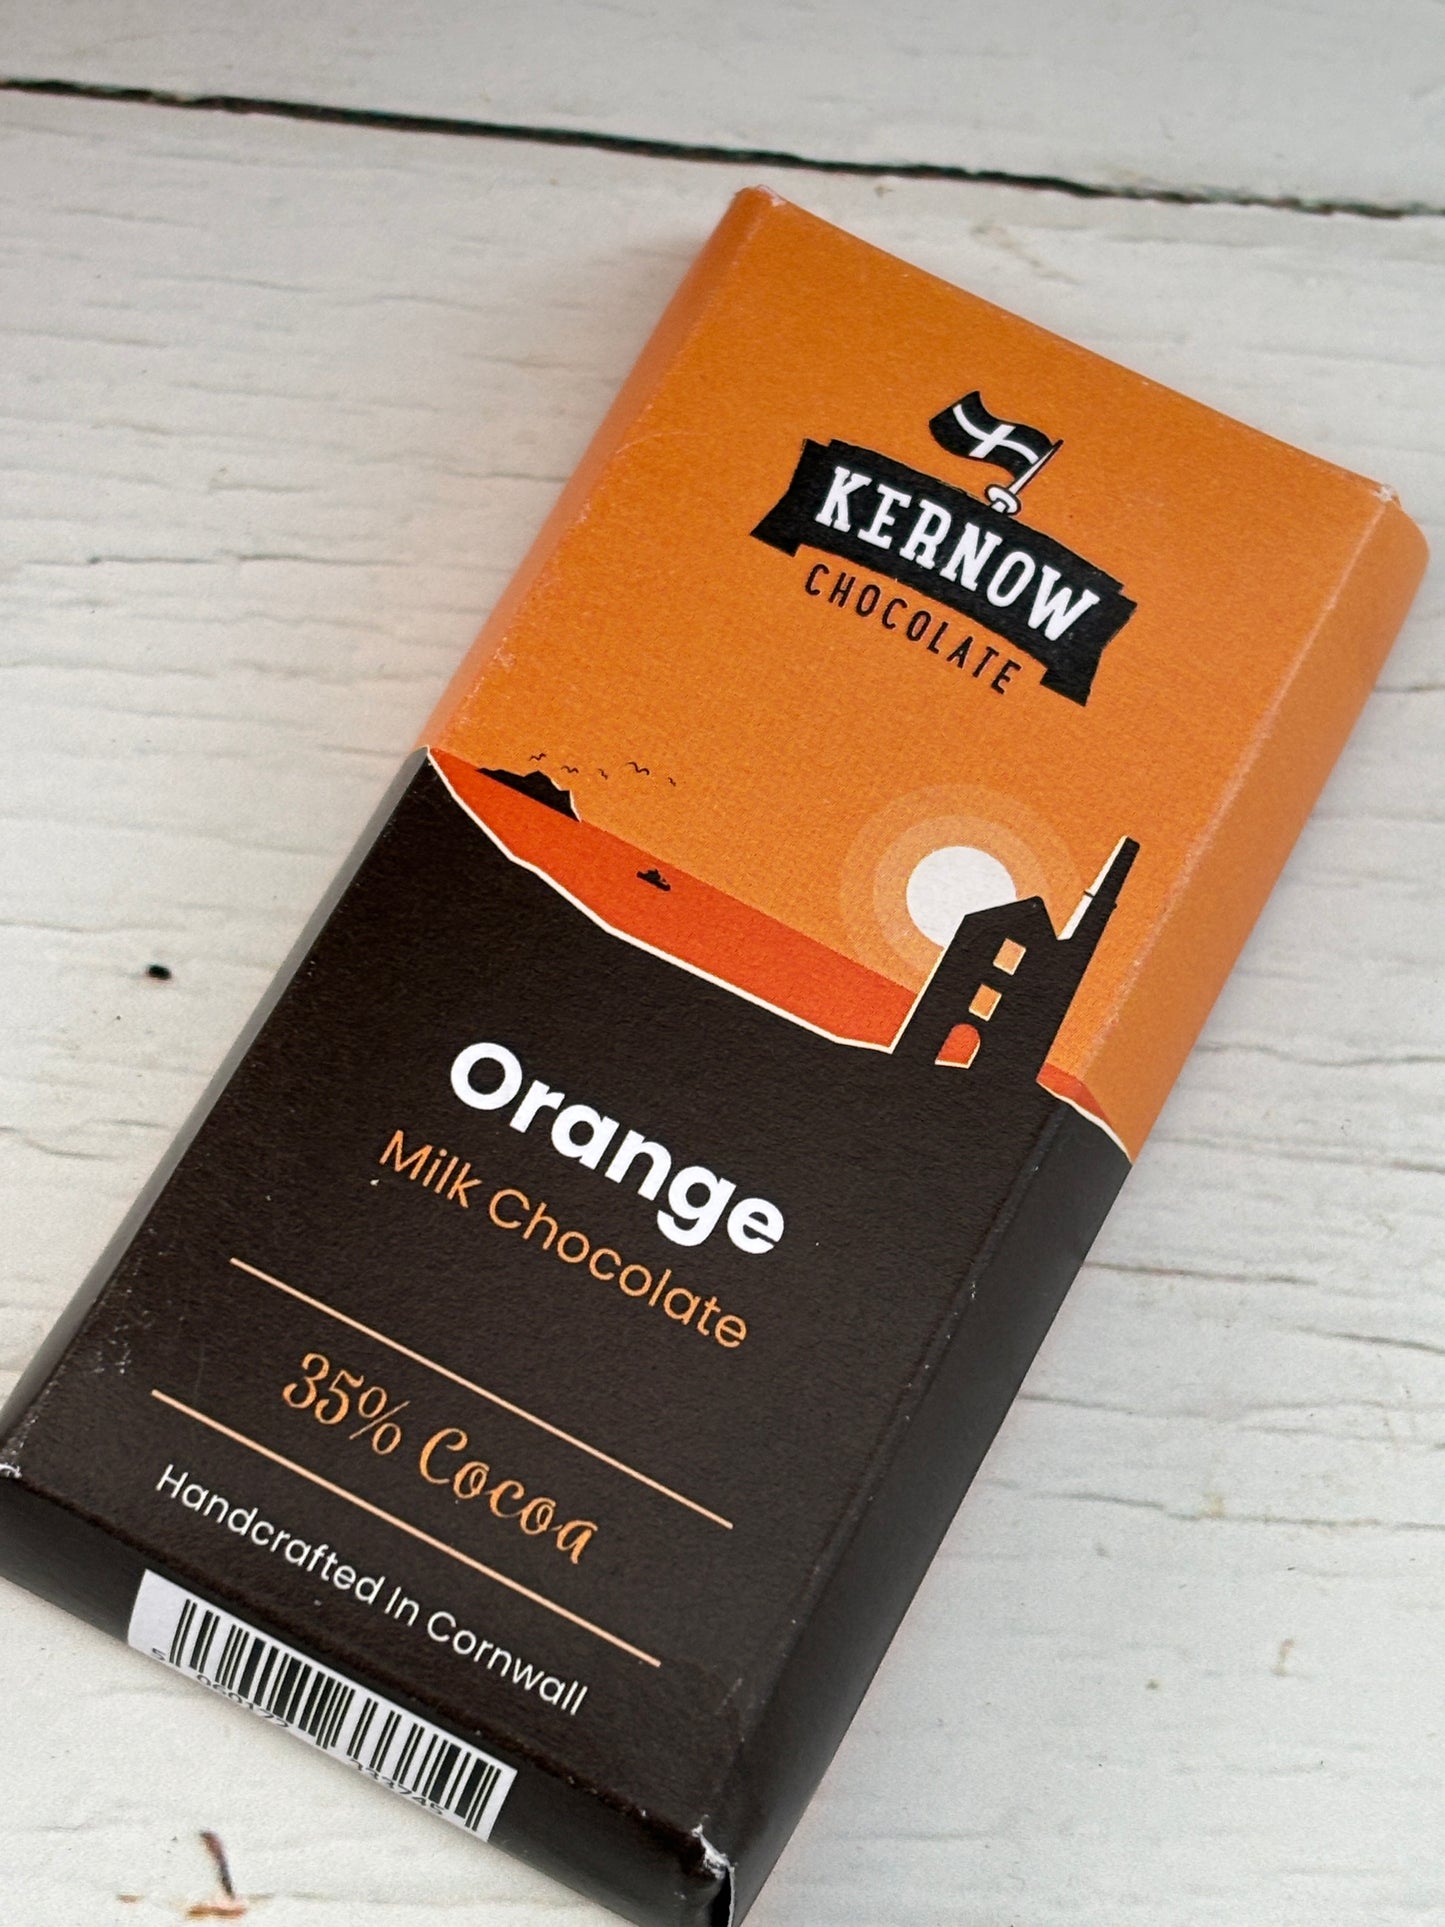 KERNOW
CHOCOLATE
Orange
Milk Chocolate
35% Cocoa
Handcrafted In Cornwall